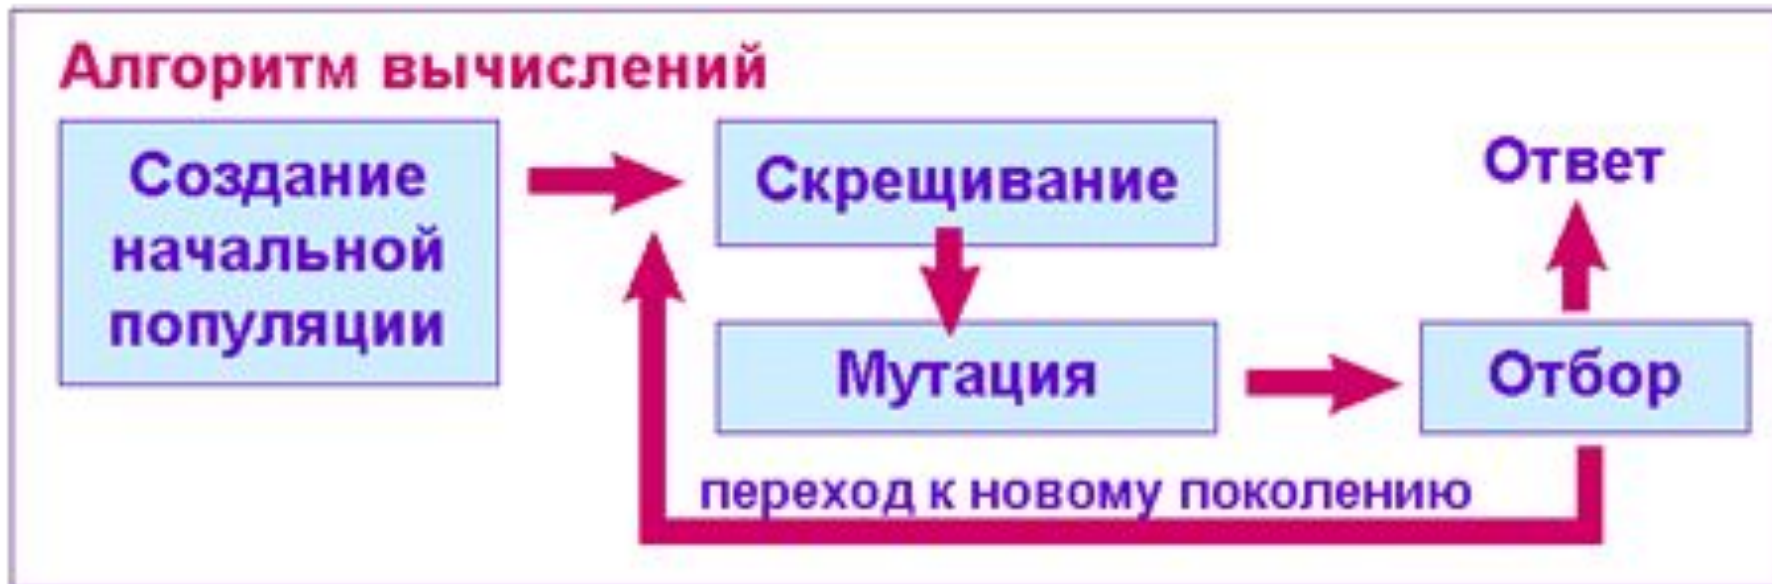 Алгоритм вычислений
Создание
начальной
популяции
Скрещивание
Мутация
Ответ
Отбор
переход к новому поколению